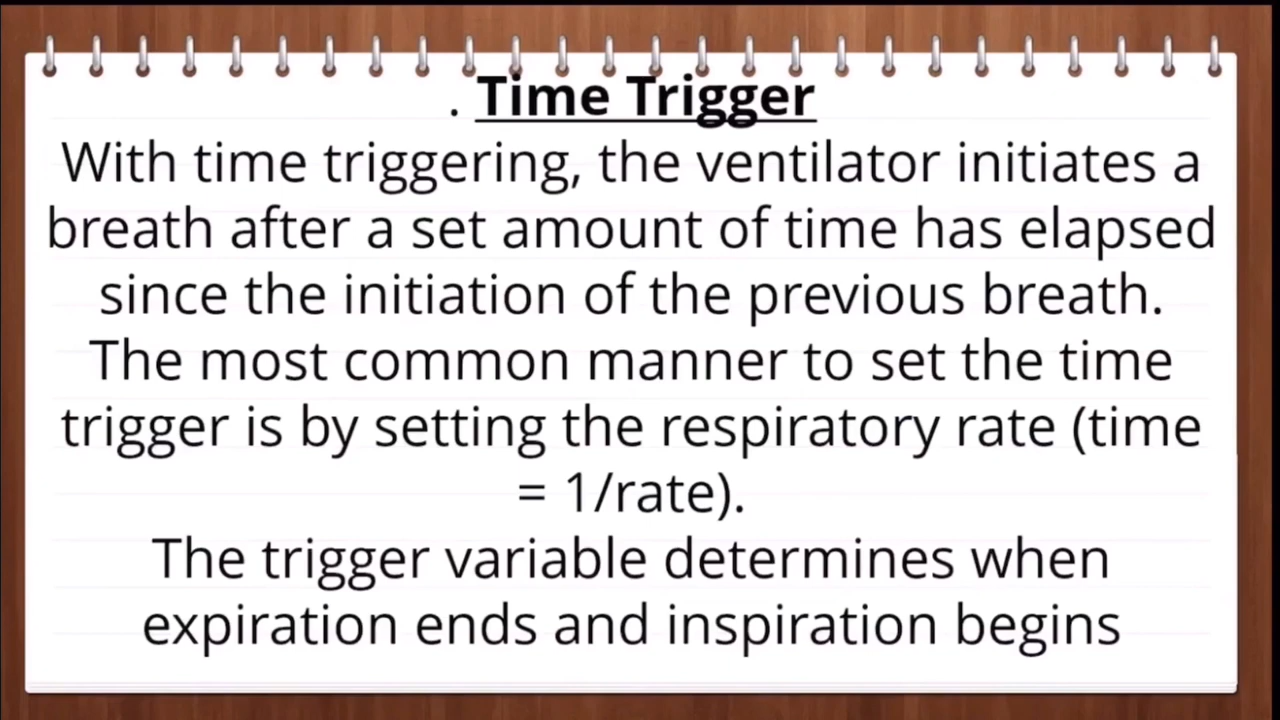 . Time Trigger
With time triggering, the ventilator initiates a
breath after a set amount of time has elapsed
since the initiation of the previous breath.
The most common manner to set the time
trigger is by setting the respiratory rate (time
= 1/rate).
The trigger variable determines when
expiration ends and inspiration begins